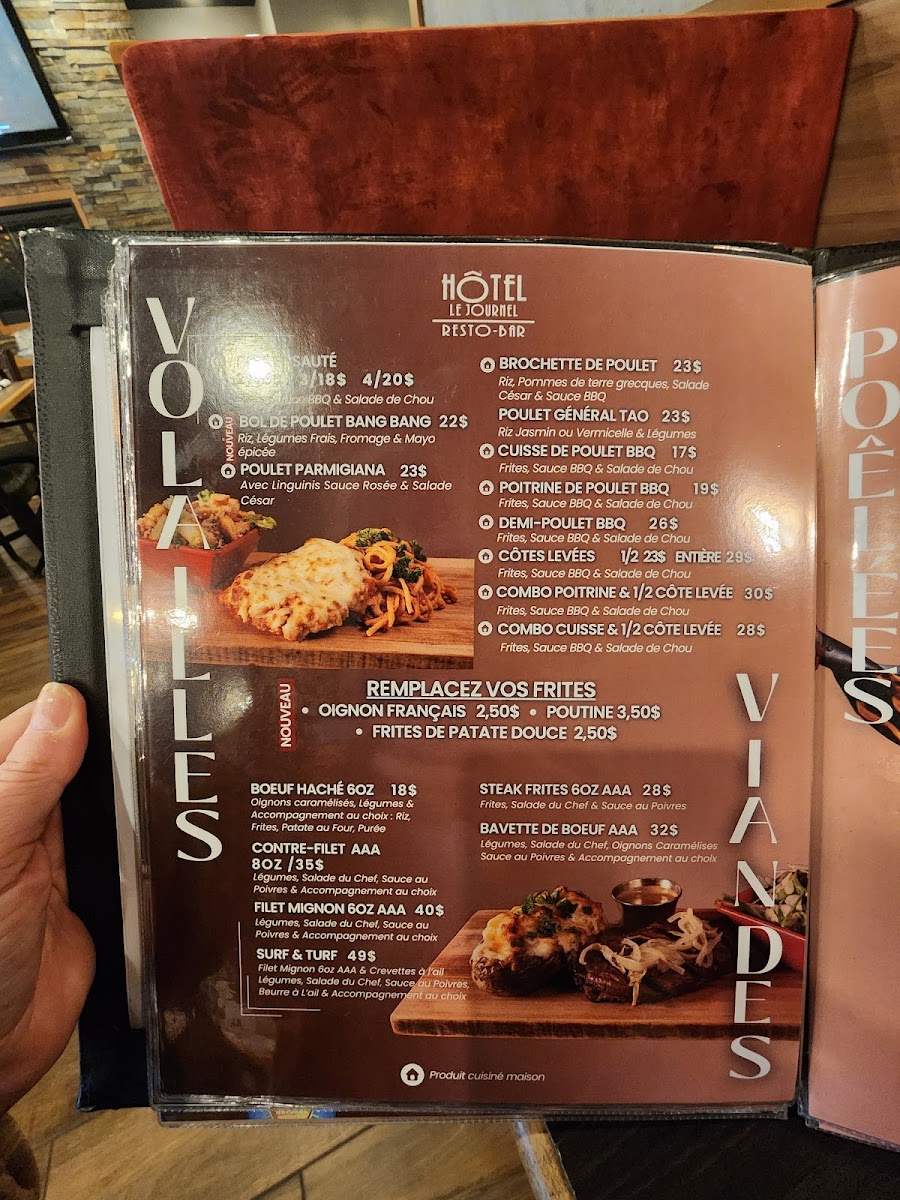 HÔTEL
LE JOURNEL
RESTO-BAR
VOLAILLES
SAUTÉ
3/18$ 4/20$
BBQ & Salade de Chou
NOUVEAU
BOL DE POULET BANG BANG 22$
Riz, Légumes Frais, Fromage & Mayo
épicée
POULET PARMIGIANA 23$
Avec Linguinis Sauce Rosée & Salade
César
BROCHETTE DE POULET 23$
Riz, Pommes de terre grecques, Salade
César & Sauce BBQ
POULET GÉNÉRAL TAO 23$
Riz Jasmin ou Vermicelle & Légumes
CUISSE DE POULET BBQ 17$
Frites, Sauce BBQ & Salade de Chou
POITRINE DE POULET BBQ 19$
Frites, Sauce BBQ & Salade de Chou
DEMI-POULET BBQ 26$
Frites, Sauce BBQ & Salade de Chou
CÔTES LEVÉES 1/2 23$ ENTIÈRE 29$
Frites, Sauce BBQ & Salade de Chou
COMBO POITRINE & 1/2 CÔTE LEVÉE 30$
Frites, Sauce BBQ & Salade de Chou
COMBO CUISSE & 1/2 CÔTE LEVÉE 28$
Frites, Sauce BBQ & Salade de Chou
NOUVEAU
REMPLACEZ VOS FRITES
• OIGNON FRANÇAIS 2,50$ • POUTINE 3,50$
• FRITES DE PATATE DOUCE 2,50$
VIANDES
BOEUF HACHÉ 6OZ 18$
Oignons caramélisés, Légumes &
Accompagnement au choix : Riz,
Frites, Patate au Four, Purée
CONTRE-FILET AAA
8OZ /35$
Légumes, Salade du Chef, Sauce au
Poivres & Accompagnement au choix
FILET MIGNON 6OZ AAA 40$
Légumes, Salade du Chef, Sauce au
Poivres & Accompagnement au choix
SURF & TURF 49$
Filet Mignon 6oz AAA & Crevettes à l'ail
Légumes, Salade du Chef, Sauce au Poivres,
Beurre à L'ail & Accompagnement au choix
STEAK FRITES 6OZ AAA 28$
Frites, Salade du Chef & Sauce au Poivres
BAVETTE DE BOEUF AAA 32$
Légumes, Salade du Chef, Oignons Caramélises
Sauce au Poivres & Accompagnement au choix
Produit cuisiné maison
POÊLÉES